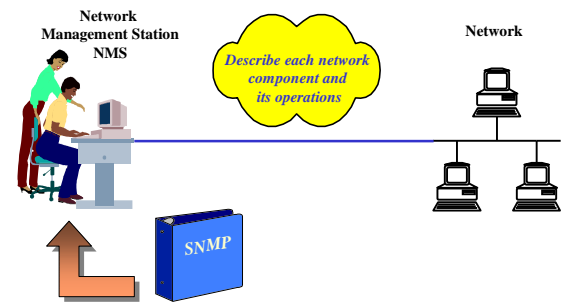 Network
Management Station
NMS
Describe each network
component and
its operations
Network
SNMP